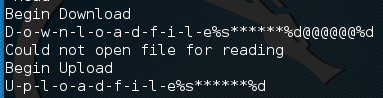 Begin Download
D-o-w-n-l-o-a-d-f-i-l-e%s******%d@@@@@@%d
Could not open file for reading
Begin Upload
U-p-l-o-a-d-f-i-l-e%s******%d